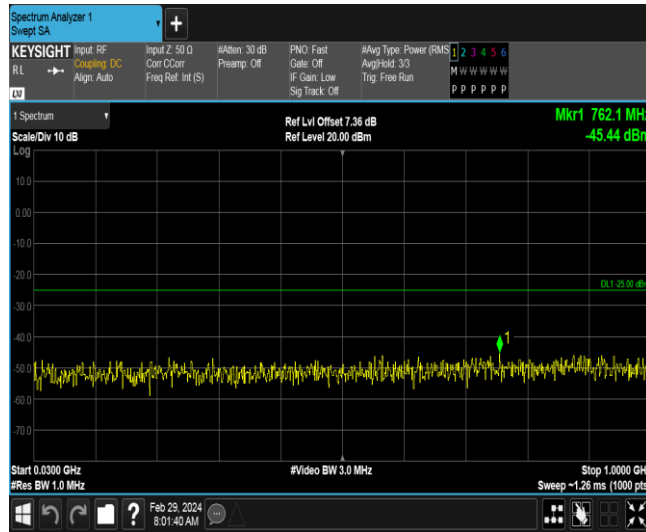 Spectrum Analyzer 1
Swept SA
+
KEYSIGHT
RL
LXI
Input: RF
Coupling: DC
Align: Auto
Input Z: 50 Ω
Corr CCorr
Freq Ref: Int (S)
#Atten: 30 dB
Preamp: Off
PNO: Fast
Gate: Off
IF Gain: Low
Sig Track: Off
#Avg Type: Power (RMS
Avg|Hold: 3/3
Trig: Free Run
1 2 3 4 5 6
M W W W W W
P P P P P P
1 Spectrum
Scale/Div 10 dB
Log
Ref Lvl Offset 7.36 dB
Ref Level 20.00 dBm
Mkr1 762.1 MHz
-45.44 dBm
10.0
0.00
-10.0
-20.0
DL1 -25.00 dBm
-30.0
-40.0
1
-50.0
-60.0
-70.0
Start 0.0300 GHz
#Res BW 1.0 MHz
#Video BW 3.0 MHz
Stop 1.0000 GH
Sweep ~1.26 ms (1000 pts
?
Feb 29, 2024
8:01:40 AM